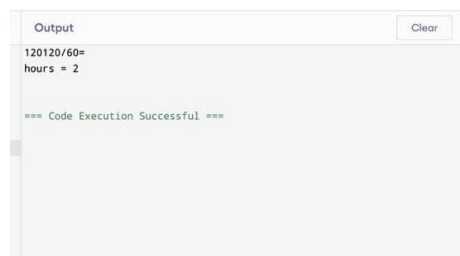 Output
Clear
120120/60=
hours = 2
=== Code Execution Successful ===